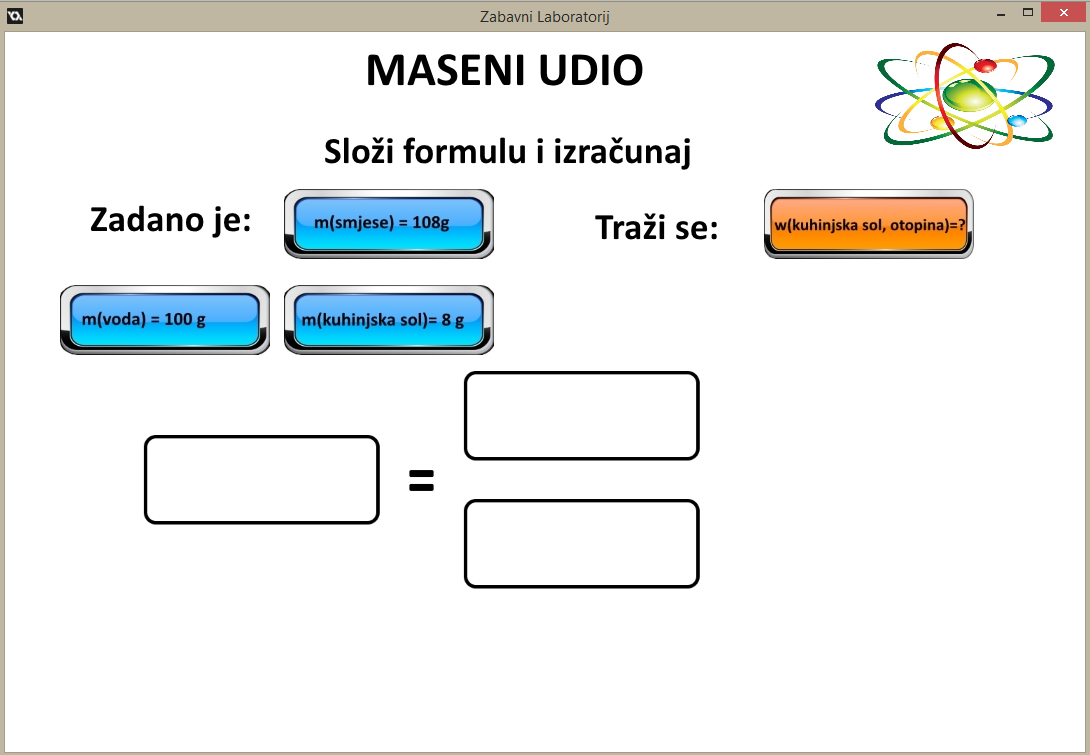 Zabavni Laboratorij
MASENI UDIO
Složi formulu i izračunaj
Zadano je:
m(smjese) = 108g
Traži se:
w(kuhinjska sol, otopina)=?
m(voda) = 100 g
m(kuhinjska sol)= 8 g
=